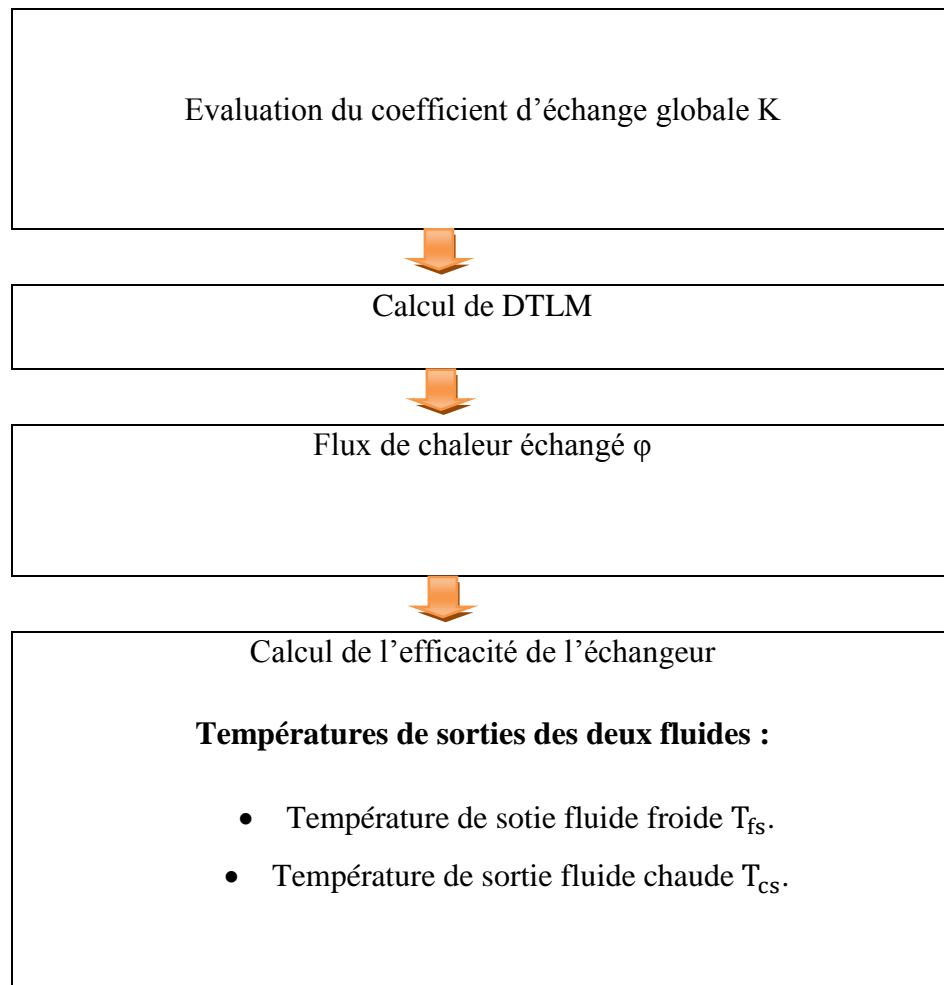 Evaluation du coefficient d’échange globale K
Calcul de DTLM
Flux de chaleur échangé φ
Calcul de l’efficacité de l’échangeur
Températures de sorties des deux fluides :
• Température de sotie fluide froide T_fs.
• Température de sortie fluide chaude T_cs.